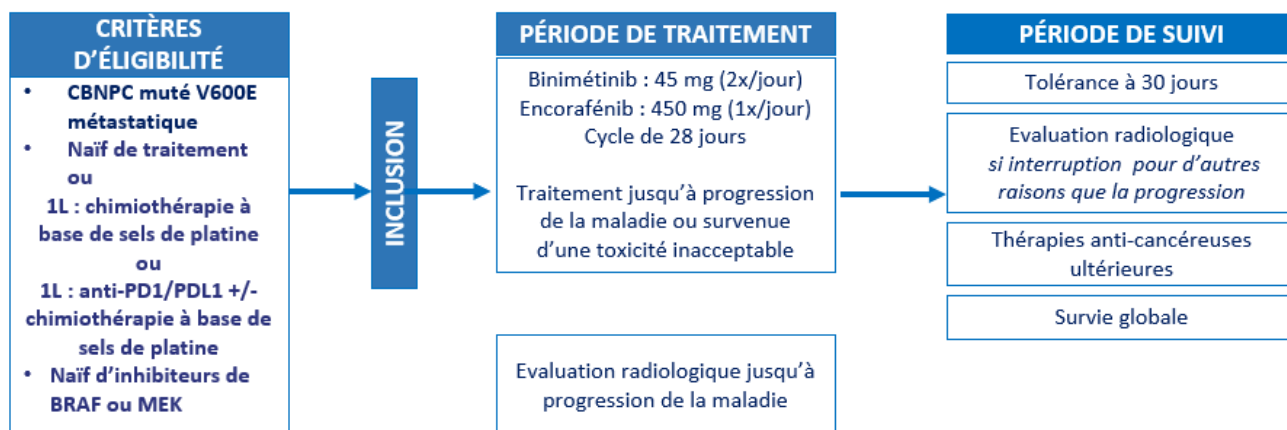 CRITÈRES
D'ÉLIGIBILITÉ
• CBNPC muté V600E
métastatique
• Naïf de traitement
ou
1L : chimiothérapie à
base de sels de platine
ou
1L : anti-PD1/PDL1 +/-
chimiothérapie à base de
sels de platine
• Naïf d'inhibiteurs de
BRAF ou MEK
INCLUSION
PÉRIODE DE TRAITEMENT
Binimétinib : 45 mg (2x/jour)
Encorafénib : 450 mg (1x/jour)
Cycle de 28 jours
Traitement jusqu'à progression
de la maladie ou survenue
d'une toxicité inacceptable
Evaluation radiologique jusqu'à
progression de la maladie
PÉRIODE DE SUIVI
Tolérance à 30 jours
Evaluation radiologique
si interruption pour d'autres
raisons que la progression
Thérapies anti-cancéreuses
ultérieures
Survie globale